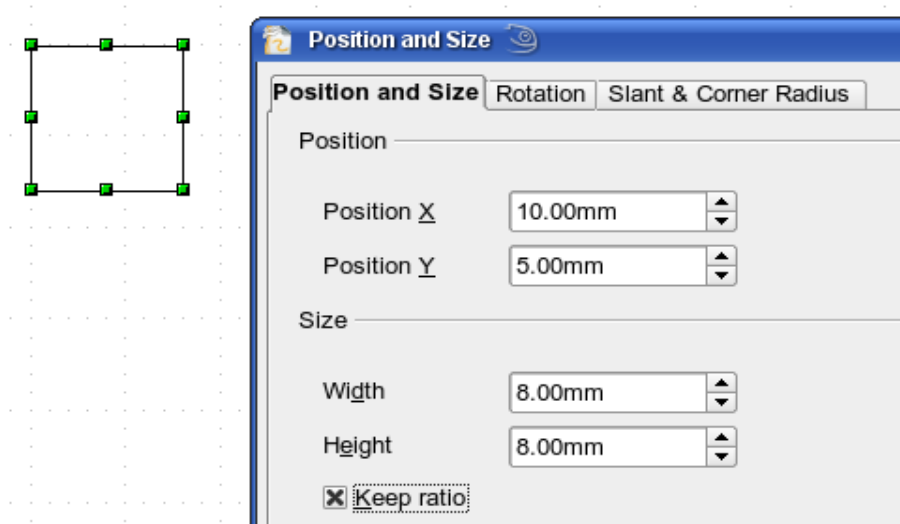 Position and Size
Position and Size Rotation Slant & Corner Radius
Position
Position X 10.00mm
Position Y 5.00mm
Size
Width 8.00mm
Height 8.00mm
Keep ratio